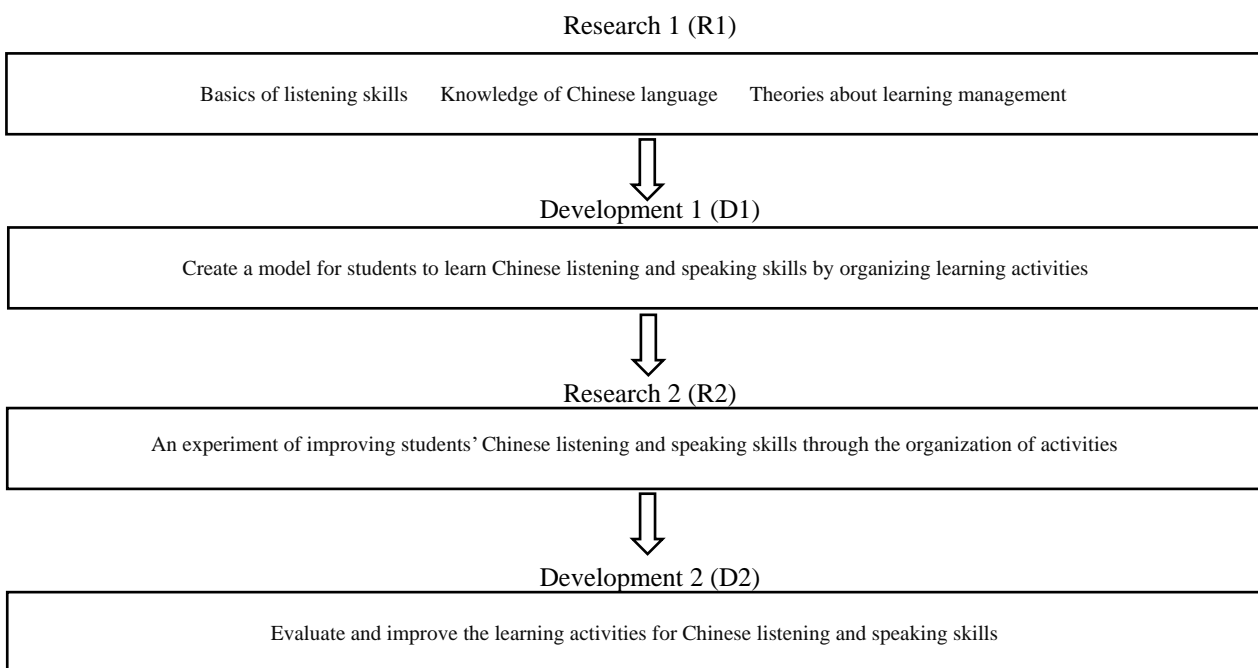 Research 1 (R1)
Basics of listening skills Knowledge of Chinese language Theories about learning management
Development 1 (D1)
Create a model for students to learn Chinese listening and speaking skills by organizing learning activities
Research 2 (R2)
An experiment of improving students’ Chinese listening and speaking skills through the organization of activities
Development 2 (D2)
Evaluate and improve the learning activities for Chinese listening and speaking skills